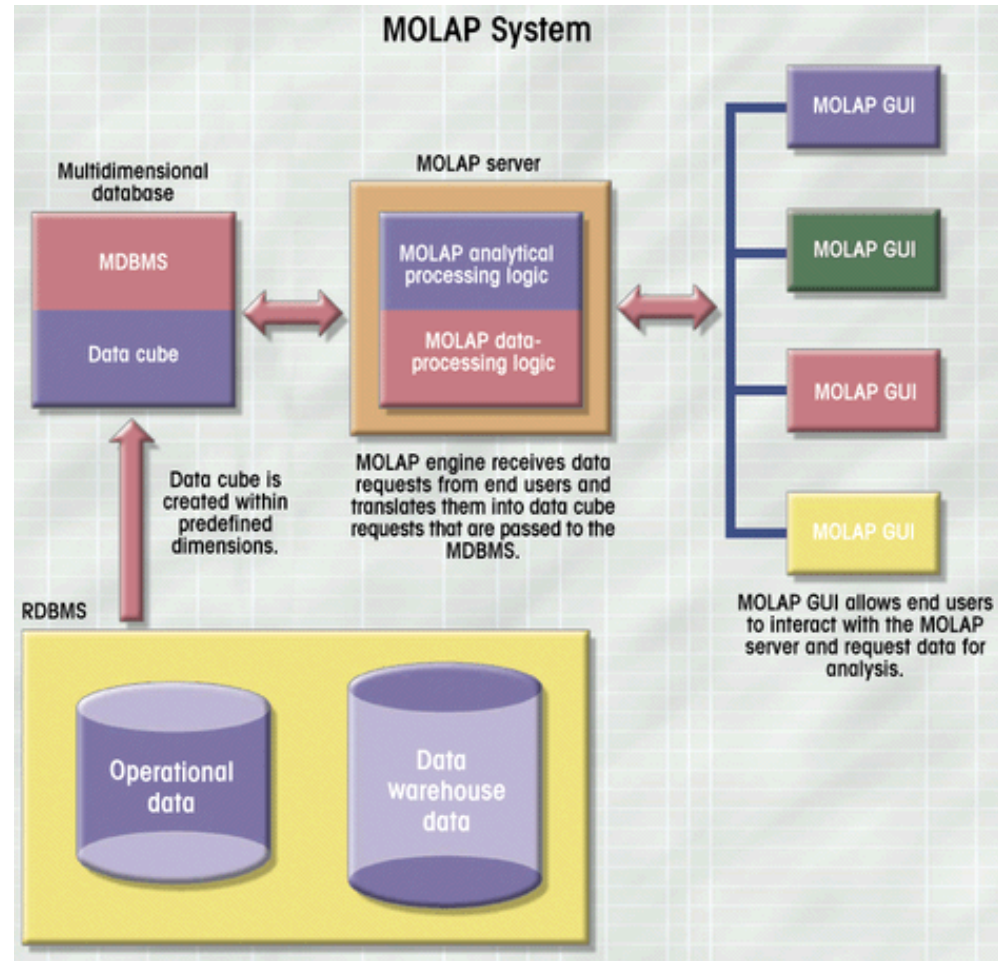 MOLAP System
Multidimensional
database
MDBMS
Data cube
MOLAP server
MOLAP analytical
processing logic
MOLAP data-
processing logic
MOLAP GUI
MOLAP GUI
MOLAP GUI
MOLAP GUI
Data cube is
created within
predefined
dimensions.
MOLAP engine receives data
requests from end users and
translates them into data cube
requests that are passed to the
MDBMS.
MOLAP GUI allows end users
to interact with the MOLAP
server and request data for
analysis.
RDBMS
Operational
data
Data
warehouse
data